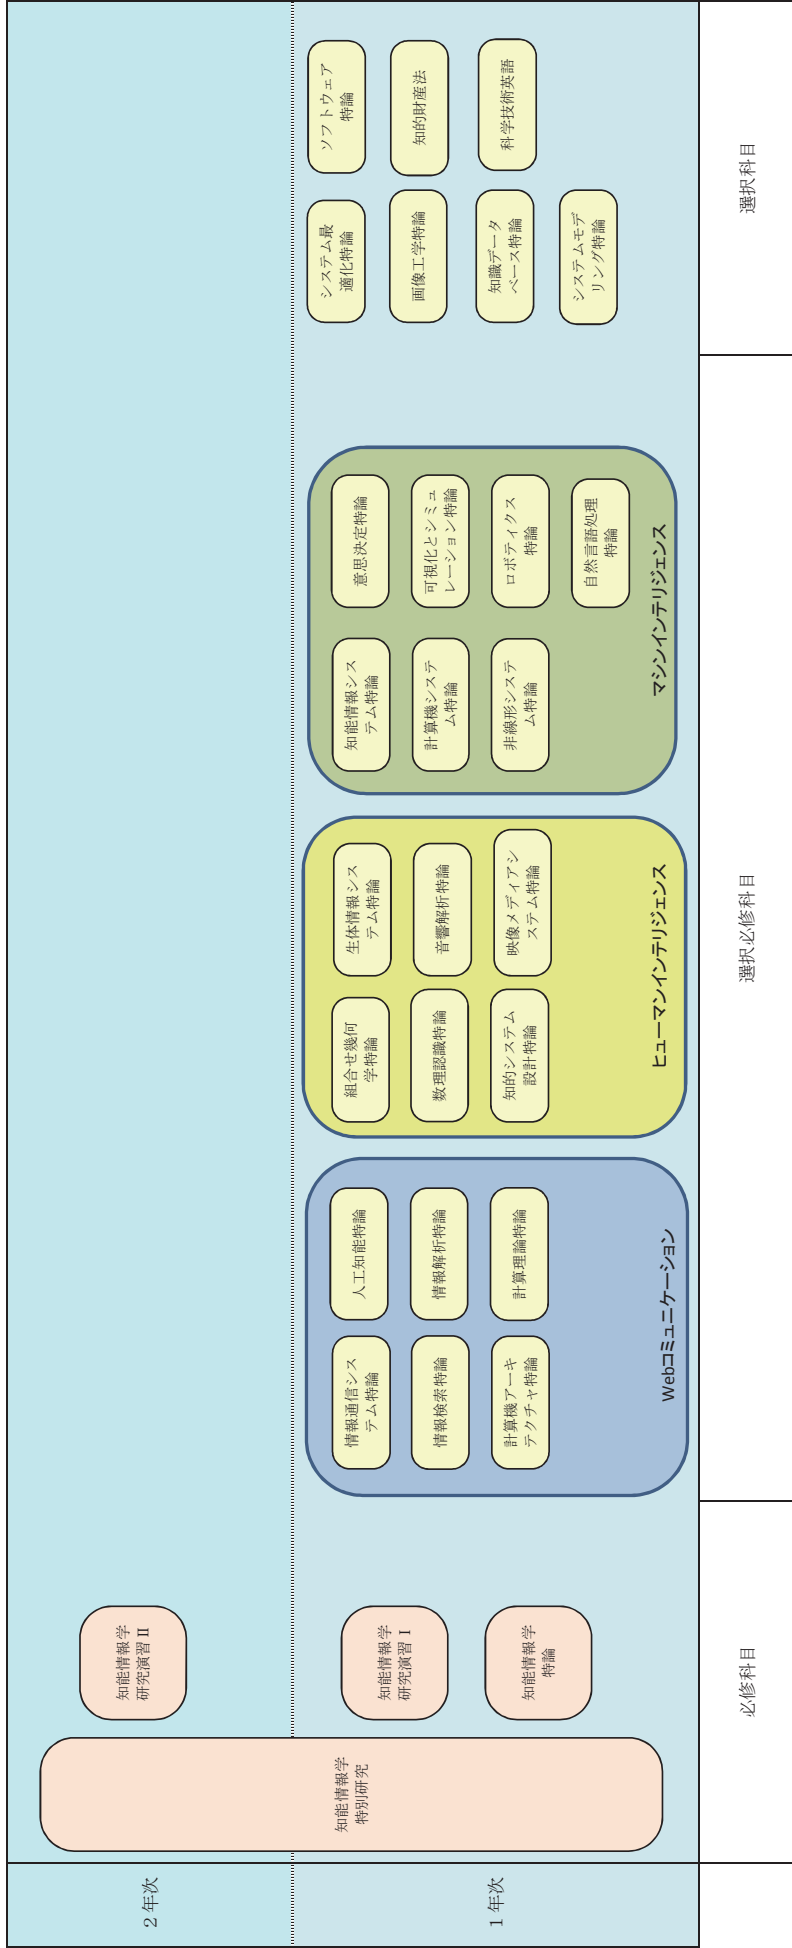 2年次
1年次
知能情報学
特別研究
知能情報学
研究演習Ⅱ
知能情報学
研究演習Ⅰ
知能情報学
特論
必修科目
情報通信シス
テム特論
人工知能特論
情報検索特論
情報解析特論
計算機アーキ
テクチャ特論
計算理論特論
Webコミュニケーション
組合せ幾何
学特論
生体情報シス
テム特論
数理認識特論
音響解析特論
知的システム
設計特論
映像メディアシ
ステム特論
ヒューマンインテリジェンス
知能情報シス
テム特論
意思決定特論
計算機システ
ム特論
可視化とシミュ
レーション特論
非線形システ
ム特論
ロボティクス
特論
自然言語処理
特論
マシンインテリジェンス
選択必修科目
システム最
適化特論
ソフトウェア
特論
画像工学特論
知的財産法
知識データ
ベース特論
科学技術英語
システムモデ
リング特論
選択科目